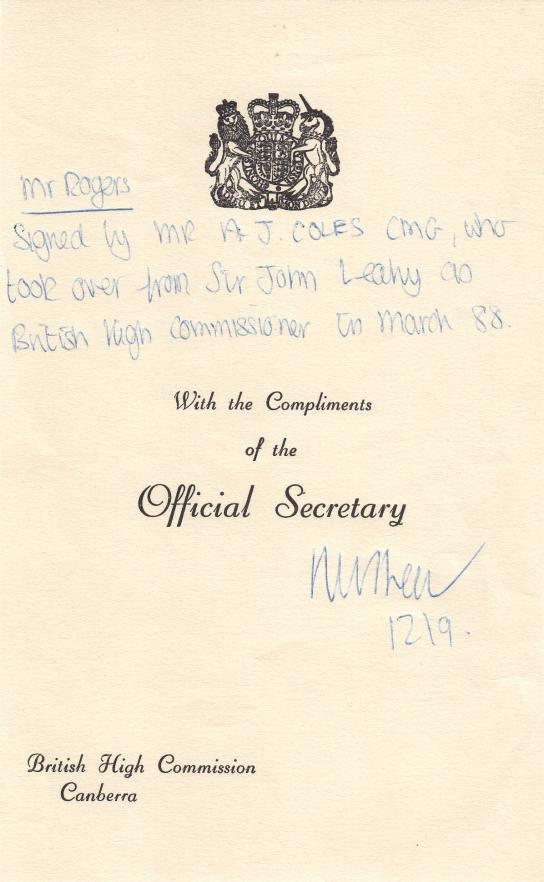 Mr Rogers
Signed by MR A J. COLES CMG, who
took over from Sir John Leahy as
British High Commissioner in March 88.
With the Compliments
of the
Official Secretary
12/9.
British High Commission
Canberra